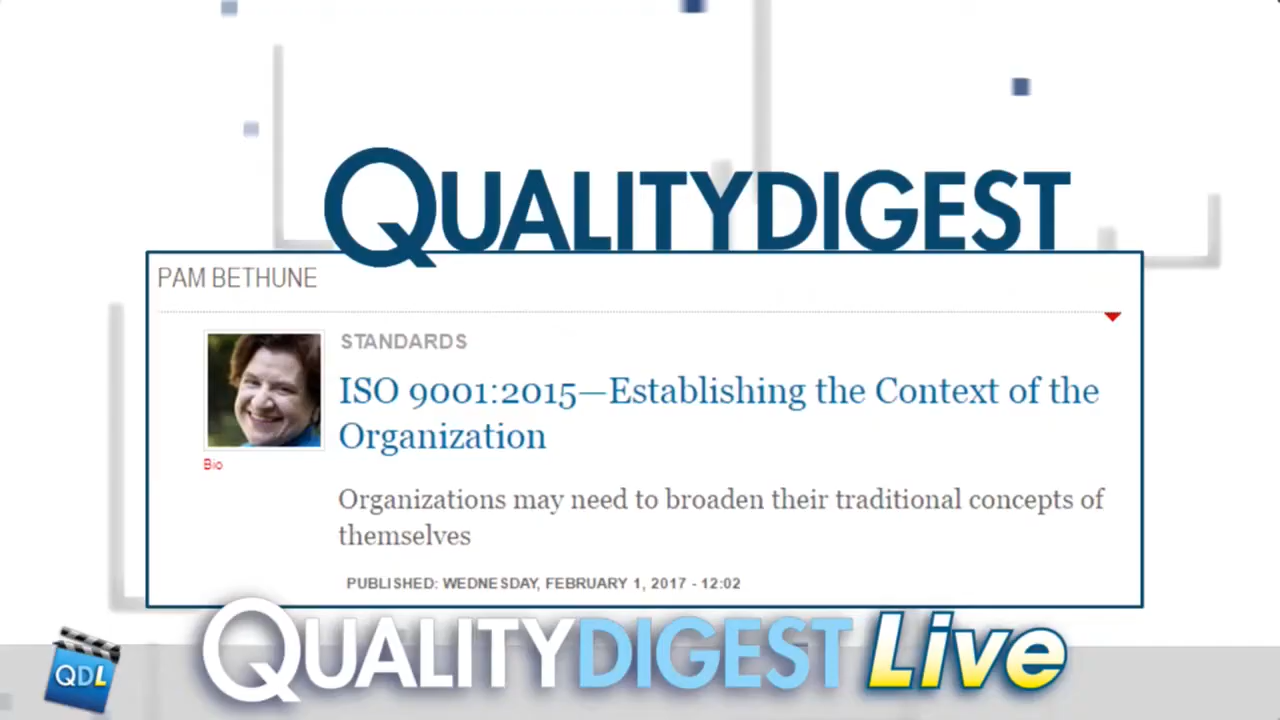 QUALITYDIGEST
PAM BETHUNE
STANDARDS
ISO 9001:2015—Establishing the Context of the
Organization
Bio
Organizations may need to broaden their traditional concepts of
themselves
PUBLISHED: WEDNESDAY, FEBRUARY 1, 2017 - 12:02
QUALITYDIGEST Live
QDL